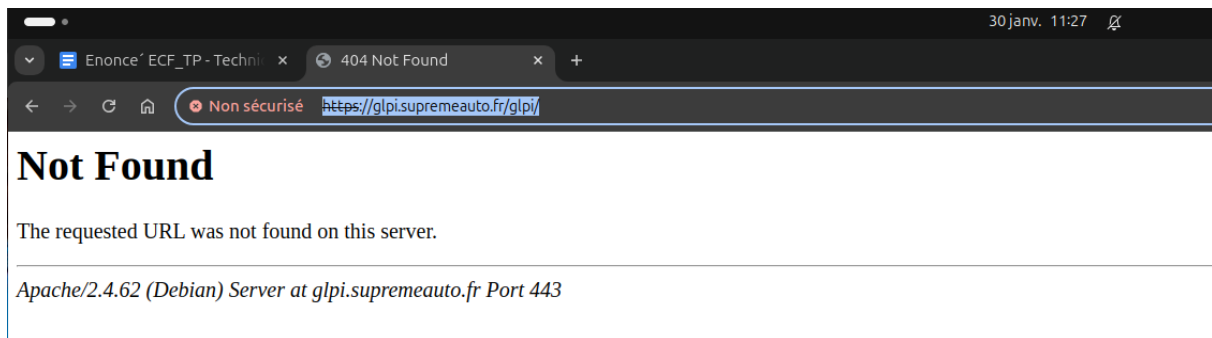 30 janv. 11:27
Enonce´ ECF_TP - Techni
404 Not Found
Non sécurisé https://glpi.supremeauto.fr/glpi/
Not Found
The requested URL was not found on this server.
Apache/2.4.62 (Debian) Server at glpi.supremeauto.fr Port 443